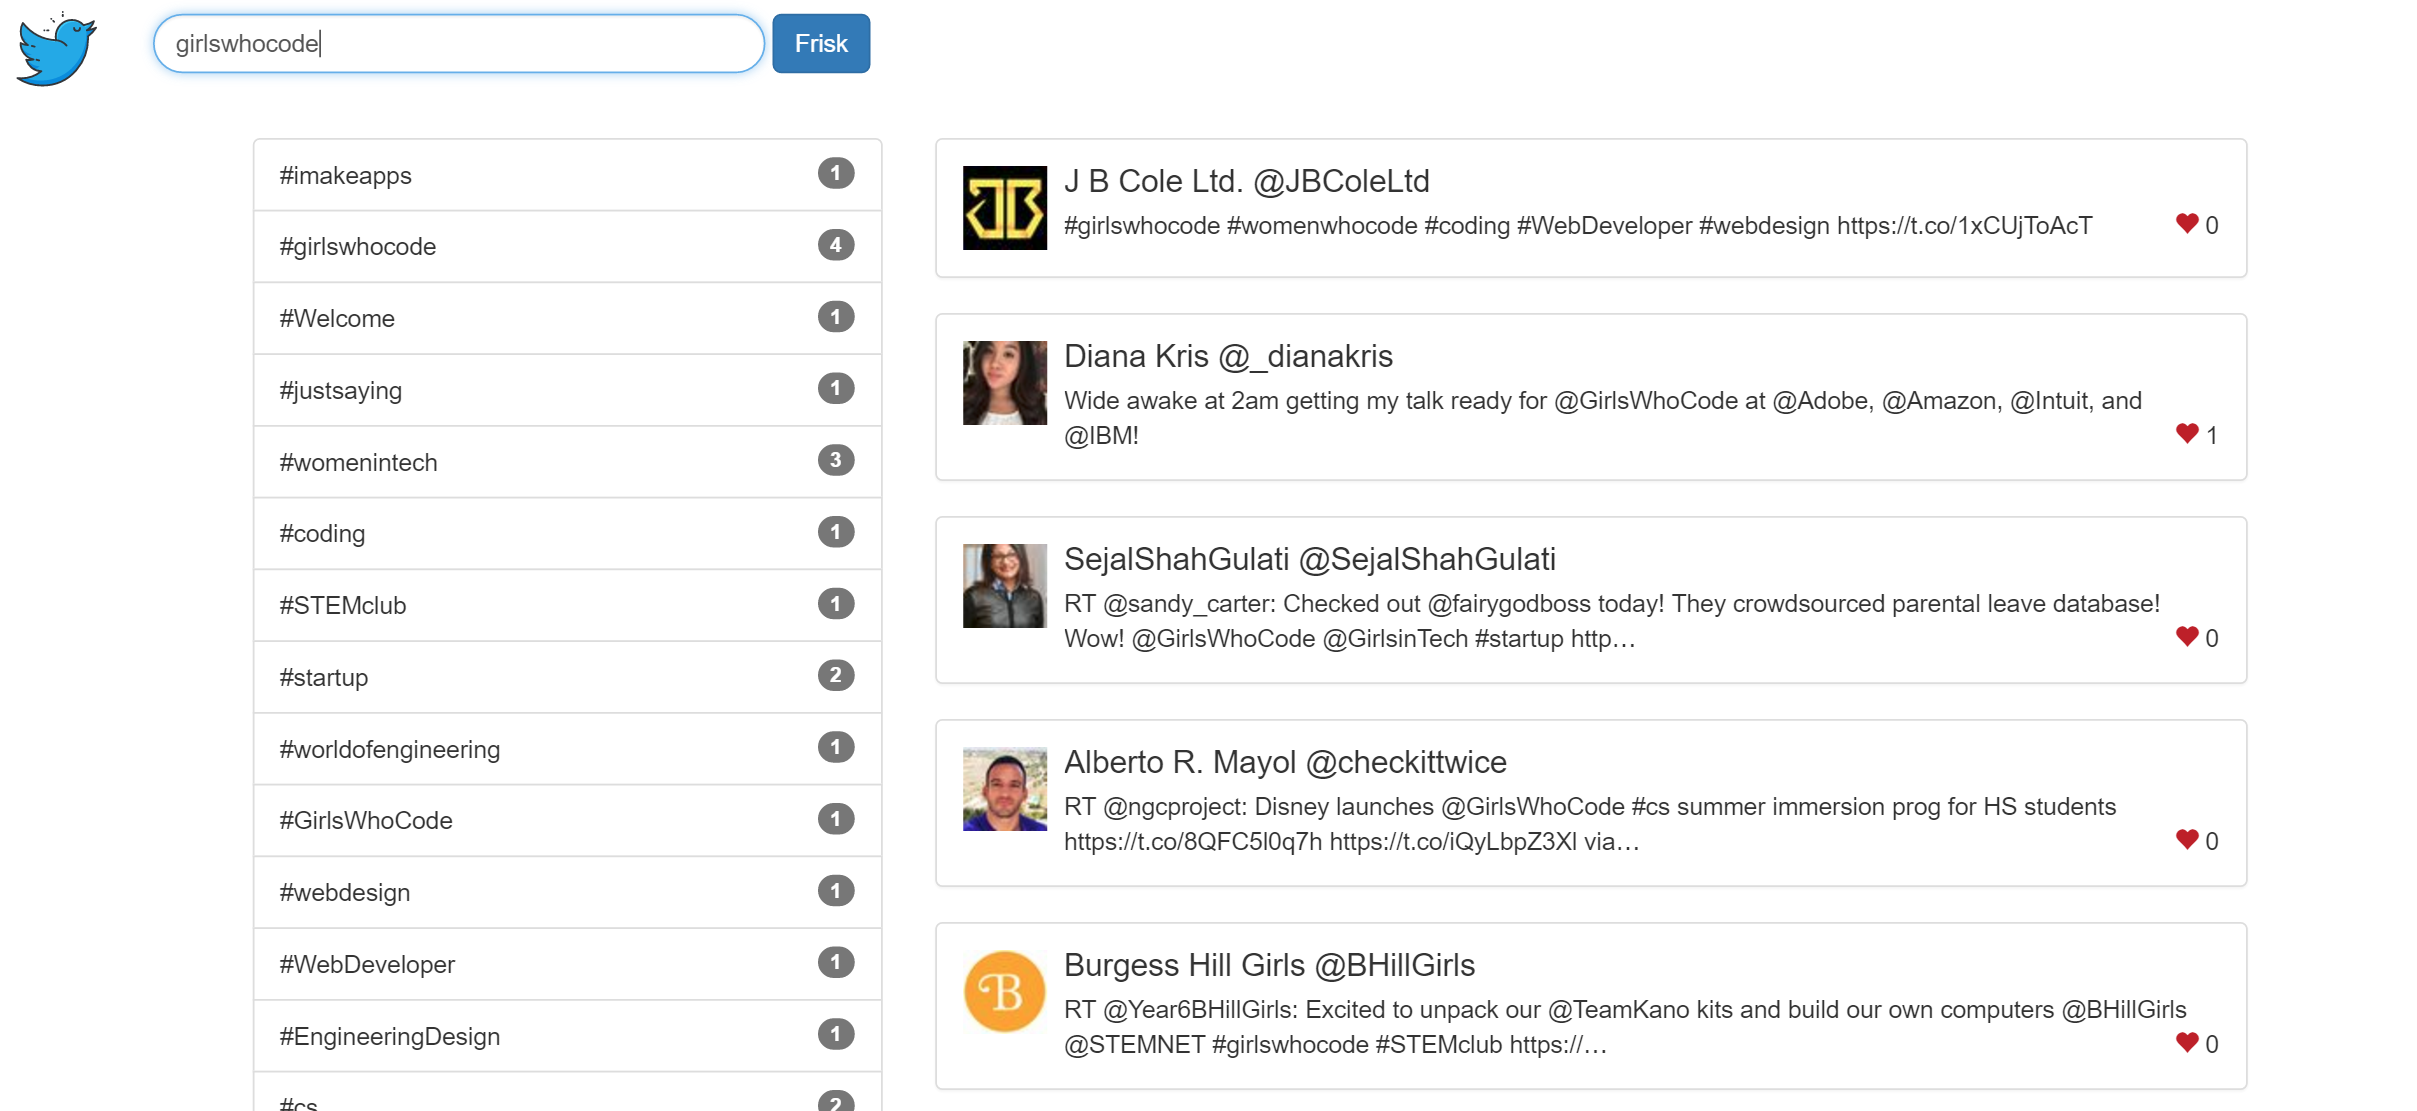 girlswhocode
Frisk
#imakeapps 1
#girlswhocode 4
#Welcome 1
#justsaying 1
#womenintech 3
#coding 1
#STEMclub 1
#startup 2
#worldofengineering 1
#GirlsWhoCode 1
#webdesign 1
#WebDeveloper 1
#EngineeringDesign 1
#cs 2
JB
J B Cole Ltd. @JBColeLtd
#girlswhocode #womenwhocode #coding #WebDeveloper #webdesign https://t.co/1xCUjToAcT
0
Diana Kris @_dianakris
Wide awake at 2am getting my talk ready for @GirlsWhoCode at @Adobe, @Amazon, @Intuit, and
@IBM!
1
SejalShahGulati @SejalShahGulati
RT @sandy_carter: Checked out @fairygodboss today! They crowdsourced parental leave database!
Wow! @GirlsWhoCode @GirlsinTech #startup http…
0
Alberto R. Mayol @checkittwice
RT @ngcproject: Disney launches @GirlsWhoCode #cs summer immersion prog for HS students
https://t.co/8QFC5l0q7h https://t.co/iQyLbpZ3Xl via…
0
B
Burgess Hill Girls @BHillGirls
RT @Year6BHillGirls: Excited to unpack our @TeamKano kits and build our own computers @BHillGirls
@STEMNET #girlswhocode #STEMclub https://…
0